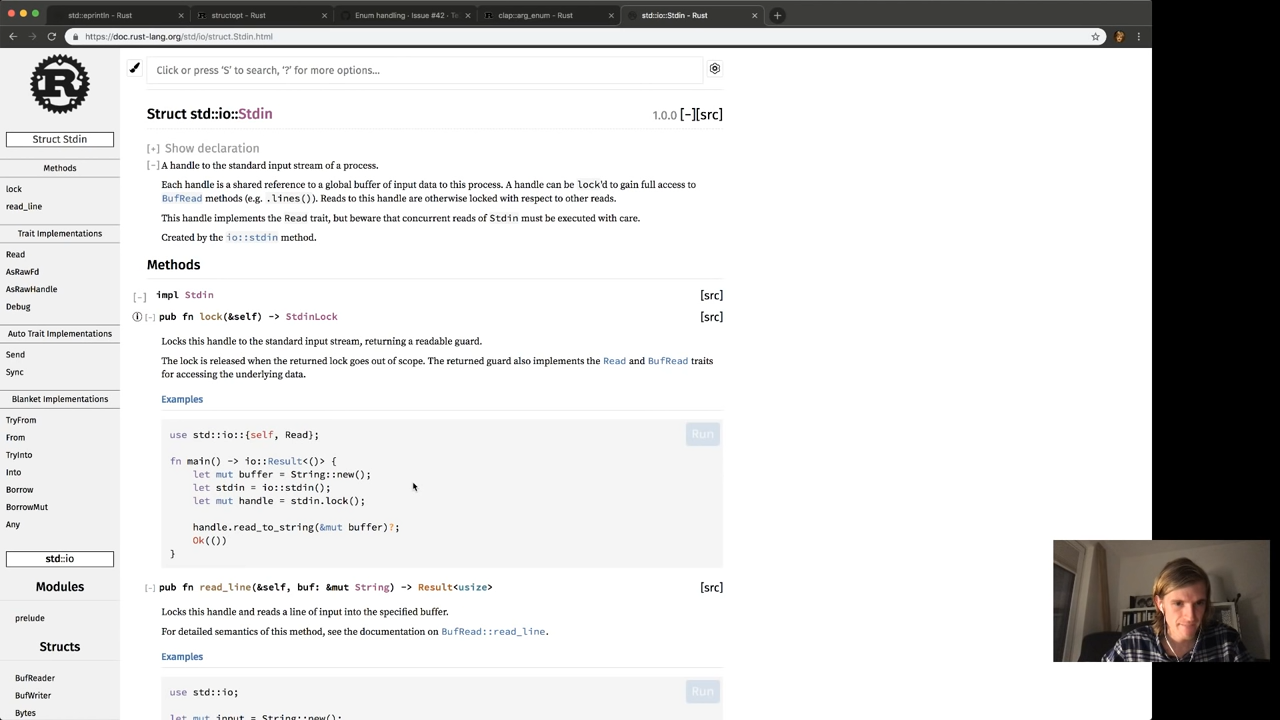 std::eprintln - Rust
structopt - Rust
Enum handling · Issue #42 · Te
clap::arg_enum - Rust
std::io::Stdin - Rust
https://doc.rust-lang.org/std/io/struct.Stdin.html
R
Click or press ‘S’ to search, ‘?’ for more options…
Struct Stdin
Methods
lock
read_line
Trait Implementations
Read
AsRawFd
AsRawHandle
Debug
Auto Trait Implementations
Send
Sync
Blanket Implementations
TryFrom
From
TryInto
Into
Borrow
BorrowMut
Any
std::io
Modules
prelude
Structs
BufReader
BufWriter
Bytes
Struct std::io::Stdin 1.0.0 [−][src]
[+] Show declaration
[−] A handle to the standard input stream of a process.
Each handle is a shared reference to a global buffer of input data to this process. A handle can be lock'd to gain full access to
BufRead methods (e.g. .lines()). Reads to this handle are otherwise locked with respect to other reads.
This handle implements the Read trait, but beware that concurrent reads of Stdin must be executed with care.
Created by the io::stdin method.
Methods
[−] impl Stdin [src]
ⓘ [−] pub fn lock(&self) -> StdinLock [src]
Locks this handle to the standard input stream, returning a readable guard.
The lock is released when the returned lock goes out of scope. The returned guard also implements the Read and BufRead traits
for accessing the underlying data.
Examples
Run
use std::io::{self, Read};
fn main() -> io::Result<()> {
let mut buffer = String::new();
let stdin = io::stdin();
let mut handle = stdin.lock();
handle.read_to_string(&mut buffer)?;
Ok(())
}
[−] pub fn read_line(&self, buf: &mut String) -> Result<usize> [src]
Locks this handle and reads a line of input into the specified buffer.
For detailed semantics of this method, see the documentation on BufRead::read_line.
Examples
Run
use std::io;
let mut input = String::new();